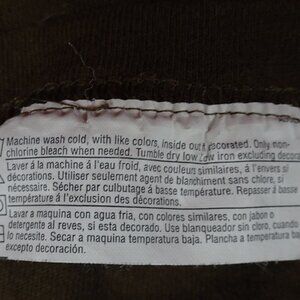 Machine wash cold, with like colors, inside out if decorated. Only non-
chlorine bleach when needed. Tumble dry low. Low iron excluding decor
Laver à la machine à l'eau froid, avec couleurs similaires, à l'envers si
décorations. Utiliser seulement agent de blanchiment sans chlore, si
nécessaire. Sécher par culbutage à basse température. Repasser à basse
température à l'exclusion des décorations.
Lavar a maquina con agua fria, con colores similares, con jabon o
detergente al reves, si esta decorado. Use blanqueador sin cloro, cuando
lo necesite. Secar a maquina temperatura baja. Plancha a temperatura ba
excepto decoración.